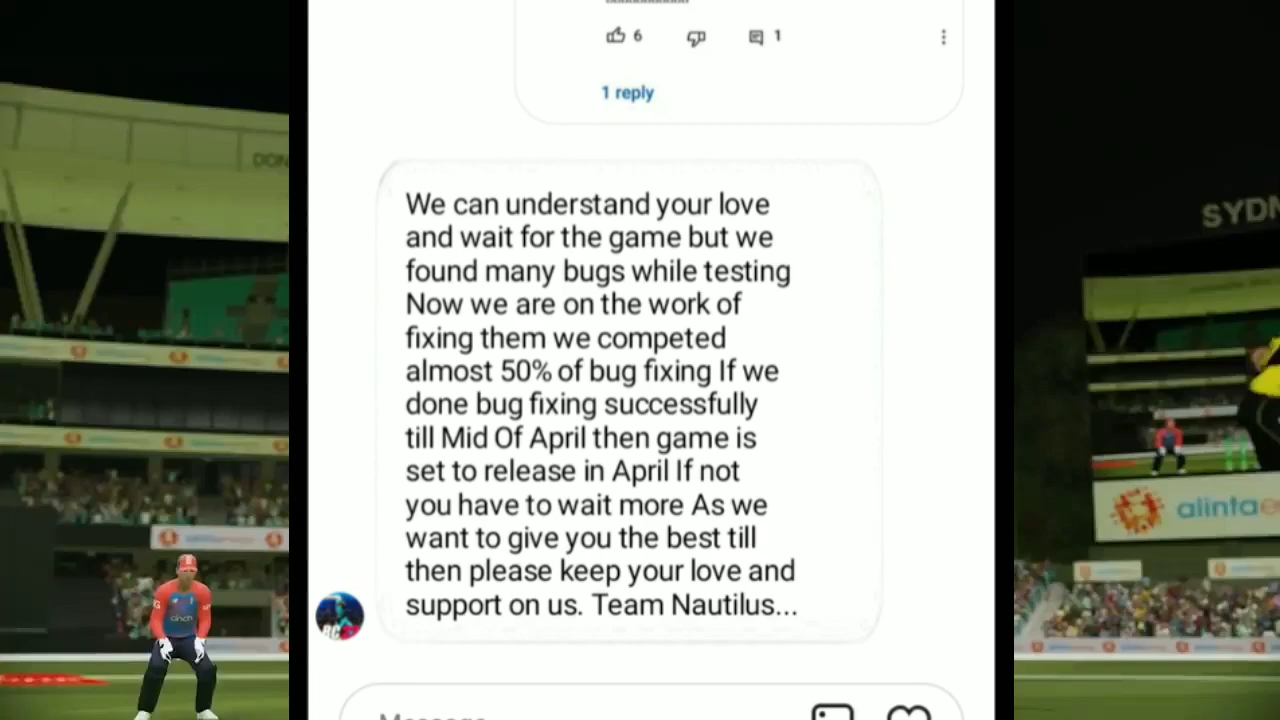 6
1
1 reply
We can understand your love
and wait for the game but we
found many bugs while testing
Now we are on the work of
fixing them we competed
almost 50% of bug fixing If we
done bug fixing successfully
till Mid Of April then game is
set to release in April If not
you have to wait more As we
want to give you the best till
then please keep your love and
support on us. Team Nautilus...
DON
SYDN
alintae
cinch